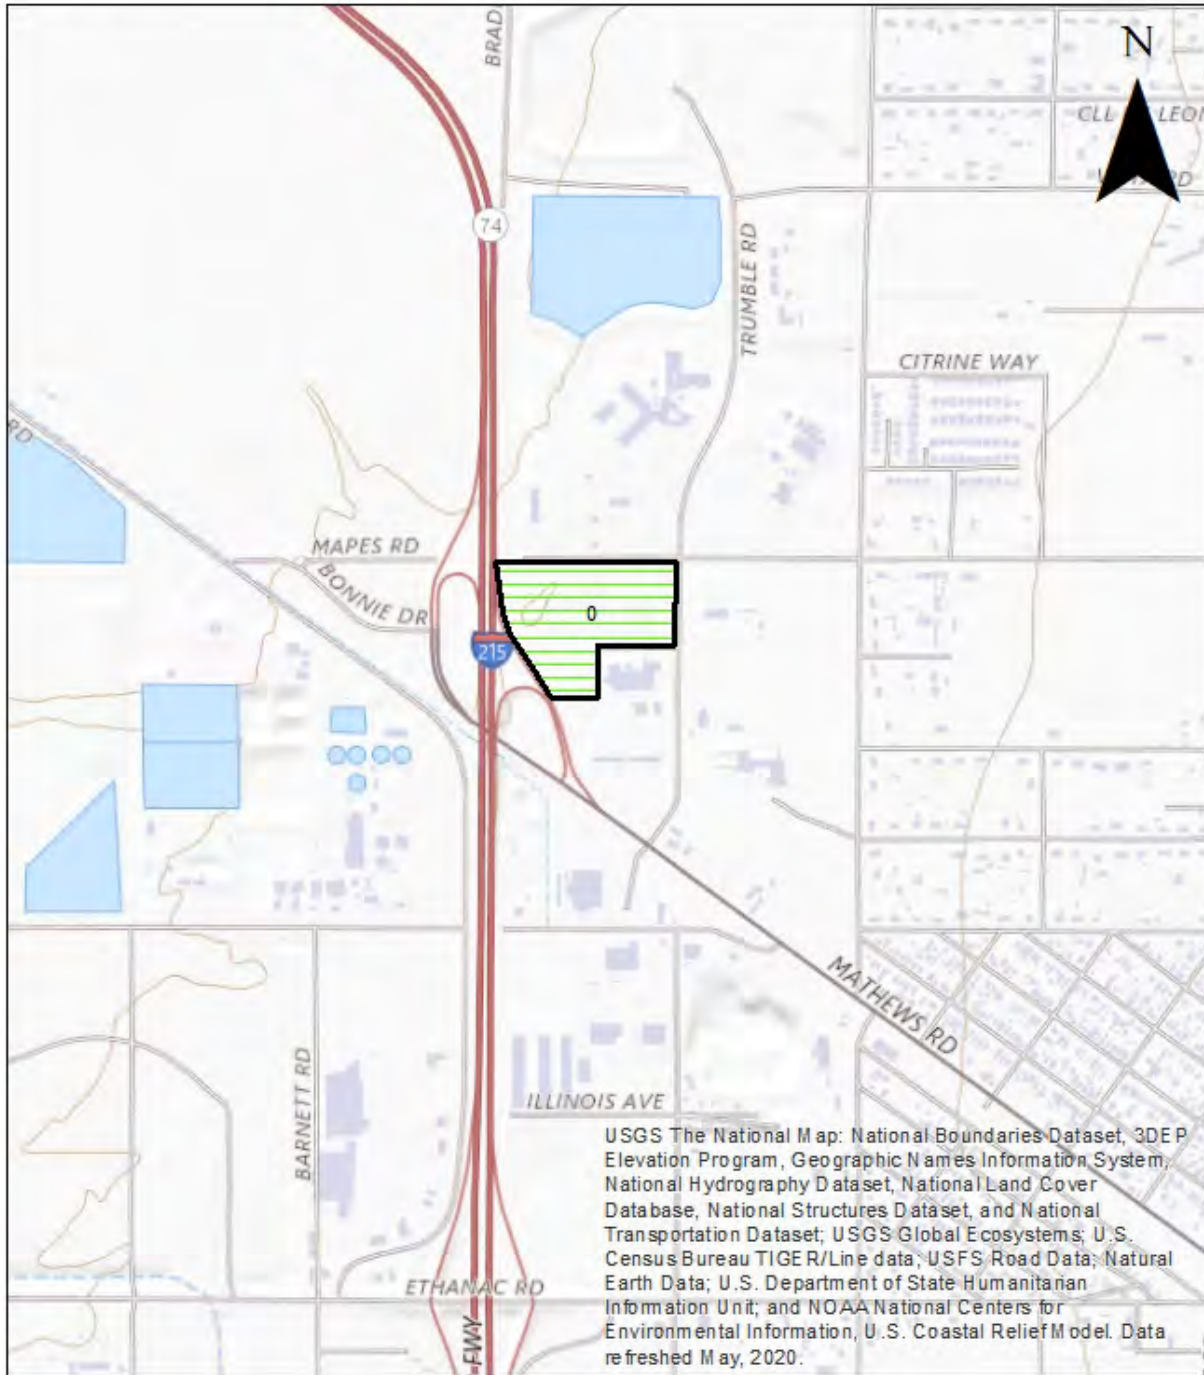 BRAD
N
CLL
LEON
RD
74
TRUMBLE RD
CITRINE WAY
RD
MAPES RD
BONNIE DR
0
215
MATHEWS RD
BARNETT RD
ILLINOIS AVE
USGS The National Map: National Boundaries Dataset, 3DEP
Elevation Program, Geographic Names Information System,
National Hydrography Dataset, National Land Cover
Database, National Structures Dataset, and National
Transportation Dataset; USGS Global Ecosystems; U.S.
Census Bureau TIGER/Line data; USFS Road Data; Natural
Earth Data; U.S. Department of State Humanitarian
Information Unit; and NOAA National Centers for
Environmental Information, U.S. Coastal Relief Model. Data
refreshed May, 2020.
ETHANAC RD
FWY